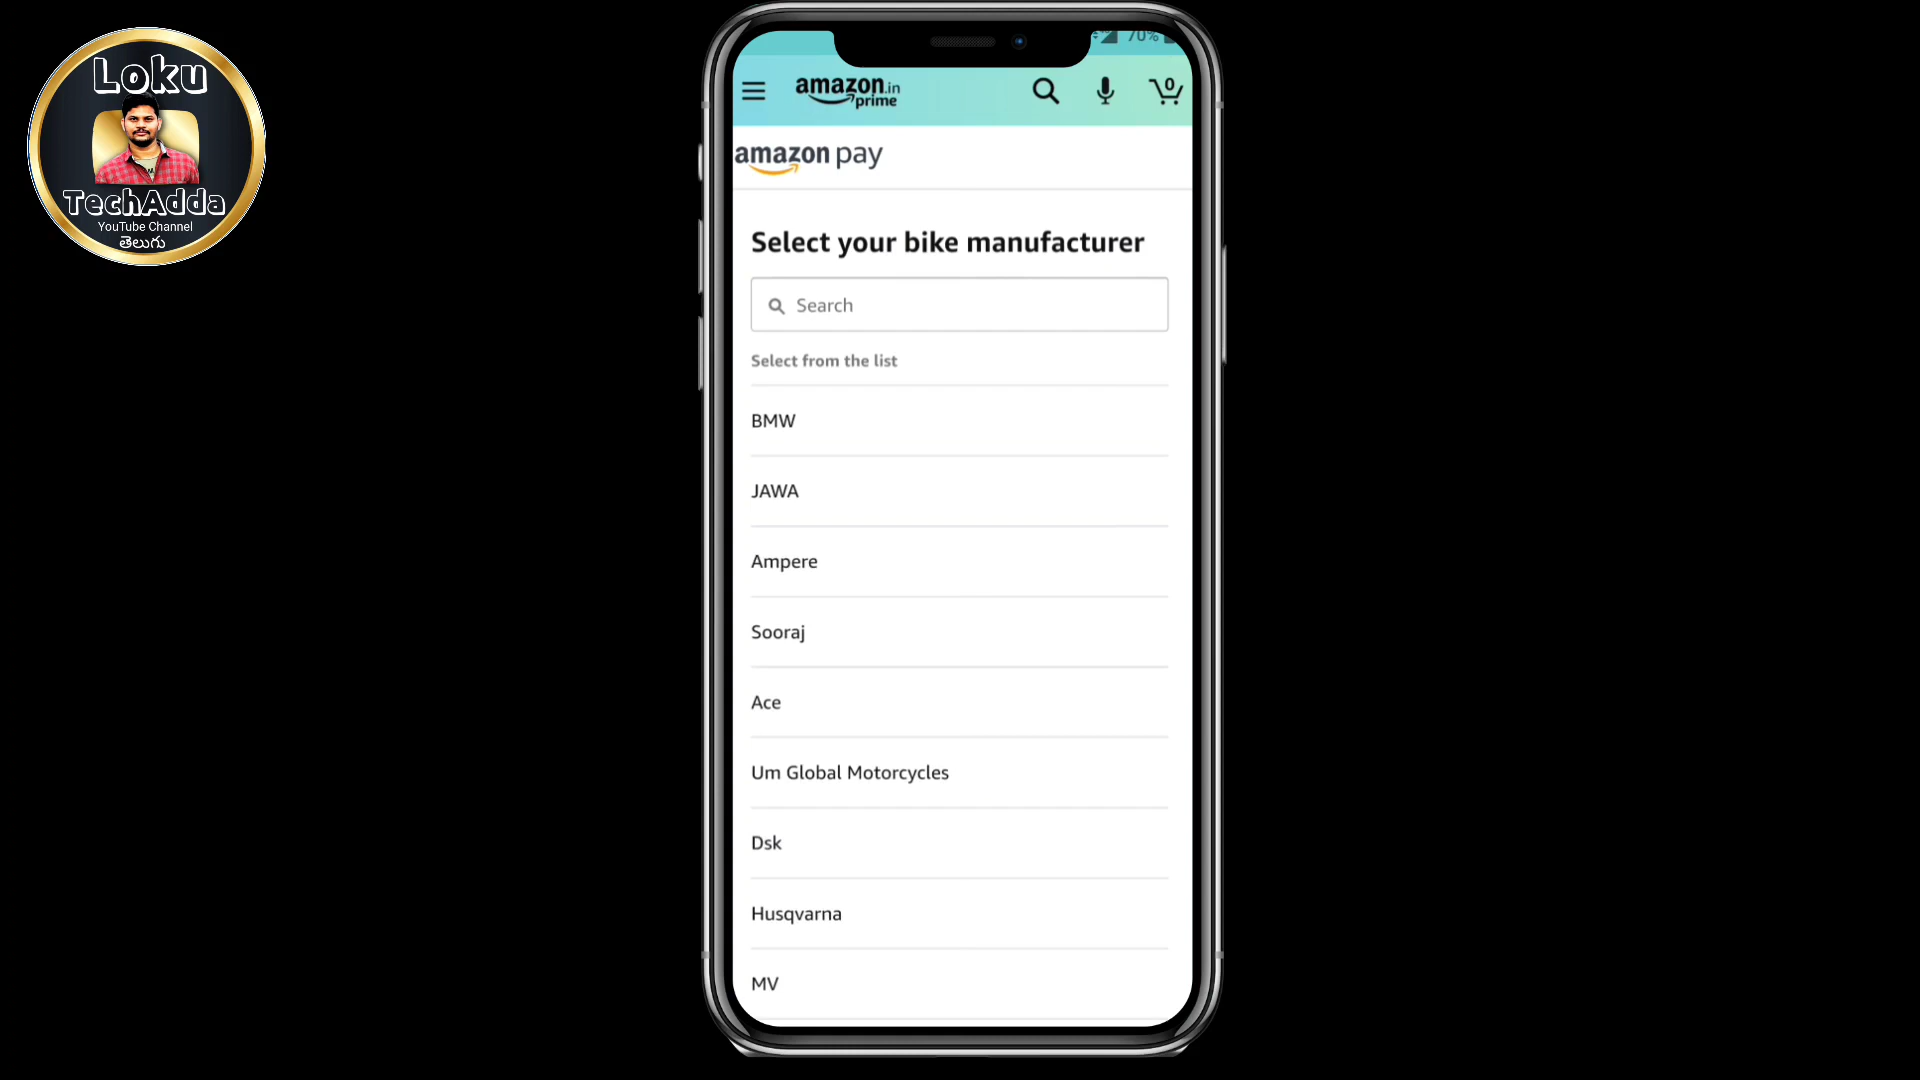 Loku
TechAdda
YouTube Channel
తెలుగు
70%
amazon.in
prime
0
amazon pay
Select your bike manufacturer
Search
Select from the list
BMW
JAWA
Ampere
Sooraj
Ace
Um Global Motorcycles
Dsk
Husqvarna
MV